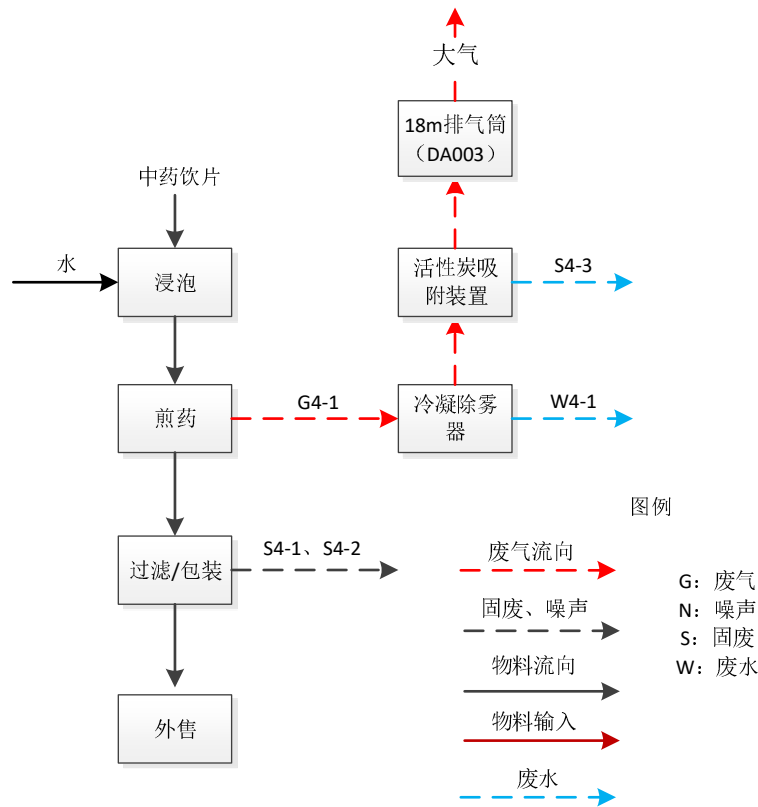 大气
18m排气筒
（DA003）
中药饮片
水
浸泡
活性炭吸
附装置
S4-3
煎药
G4-1
冷凝除雾
器
W4-1
过滤/包装
S4-1、S4-2
外售
图例
废气流向
固废、噪声
物料流向
物料输入
废水
G：废气
N：噪声
S：固废
W：废水